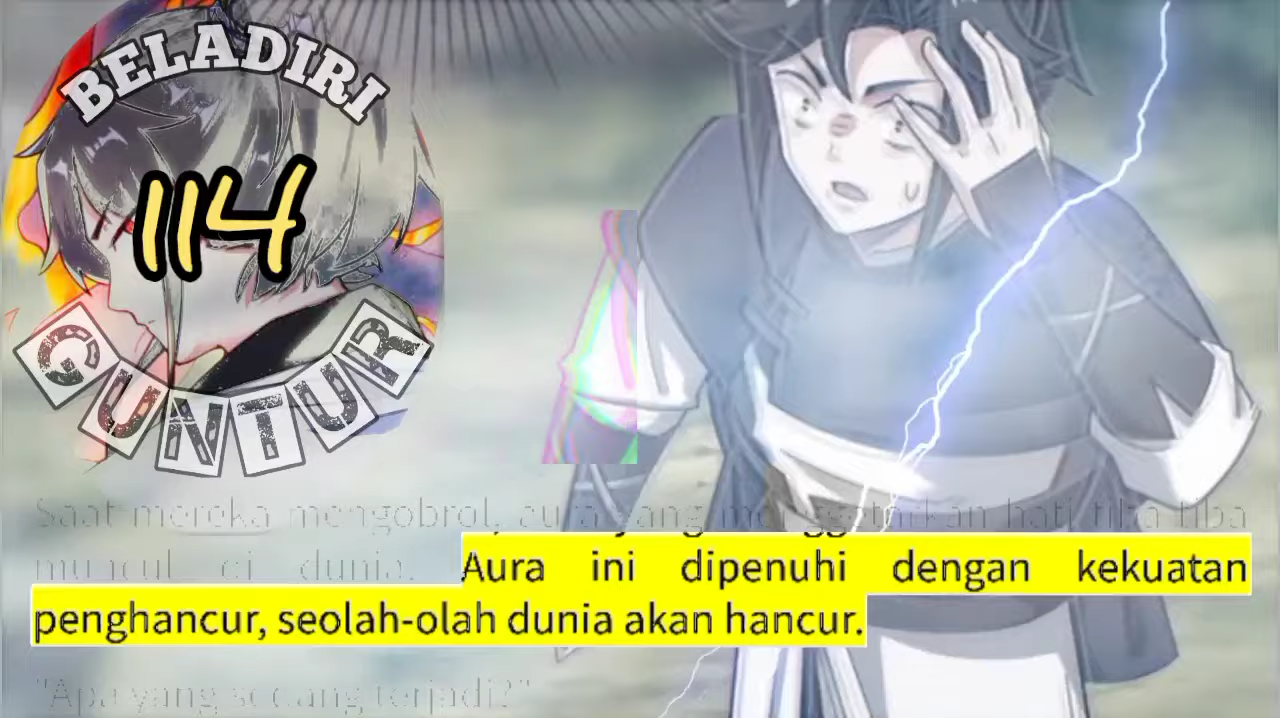 BELADIRI
114
GUNTUR
Saat mereka mengobrol, aura yang menggetarkan hati tiba-tiba
muncul di dunia. Aura ini dipenuhi dengan kekuatan
penghancur, seolah-olah dunia akan hancur.
"Apa yang sedang terjadi?"